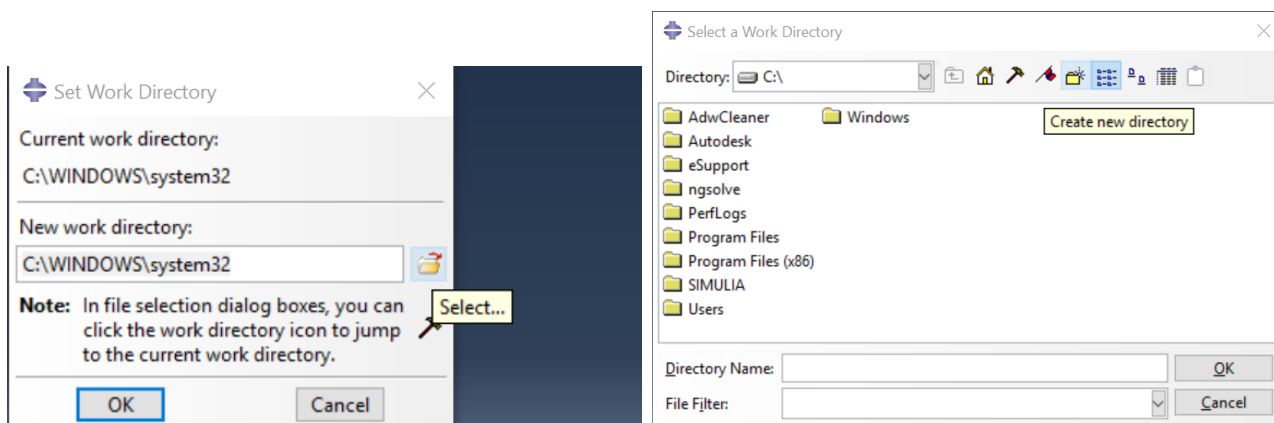 Set Work Directory
Current work directory:
C:\WINDOWS\system32
New work directory:
C:\WINDOWS\system32
Select...
Note: In file selection dialog boxes, you can
click the work directory icon to jump
to the current work directory.
OK
Cancel
Select a Work Directory
Directory: C:\
Create new directory
AdwCleaner
Windows
Autodesk
eSupport
ngsolve
PerfLogs
Program Files
Program Files (x86)
SIMULIA
Users
Directory Name:
OK
File Filter:
Cancel